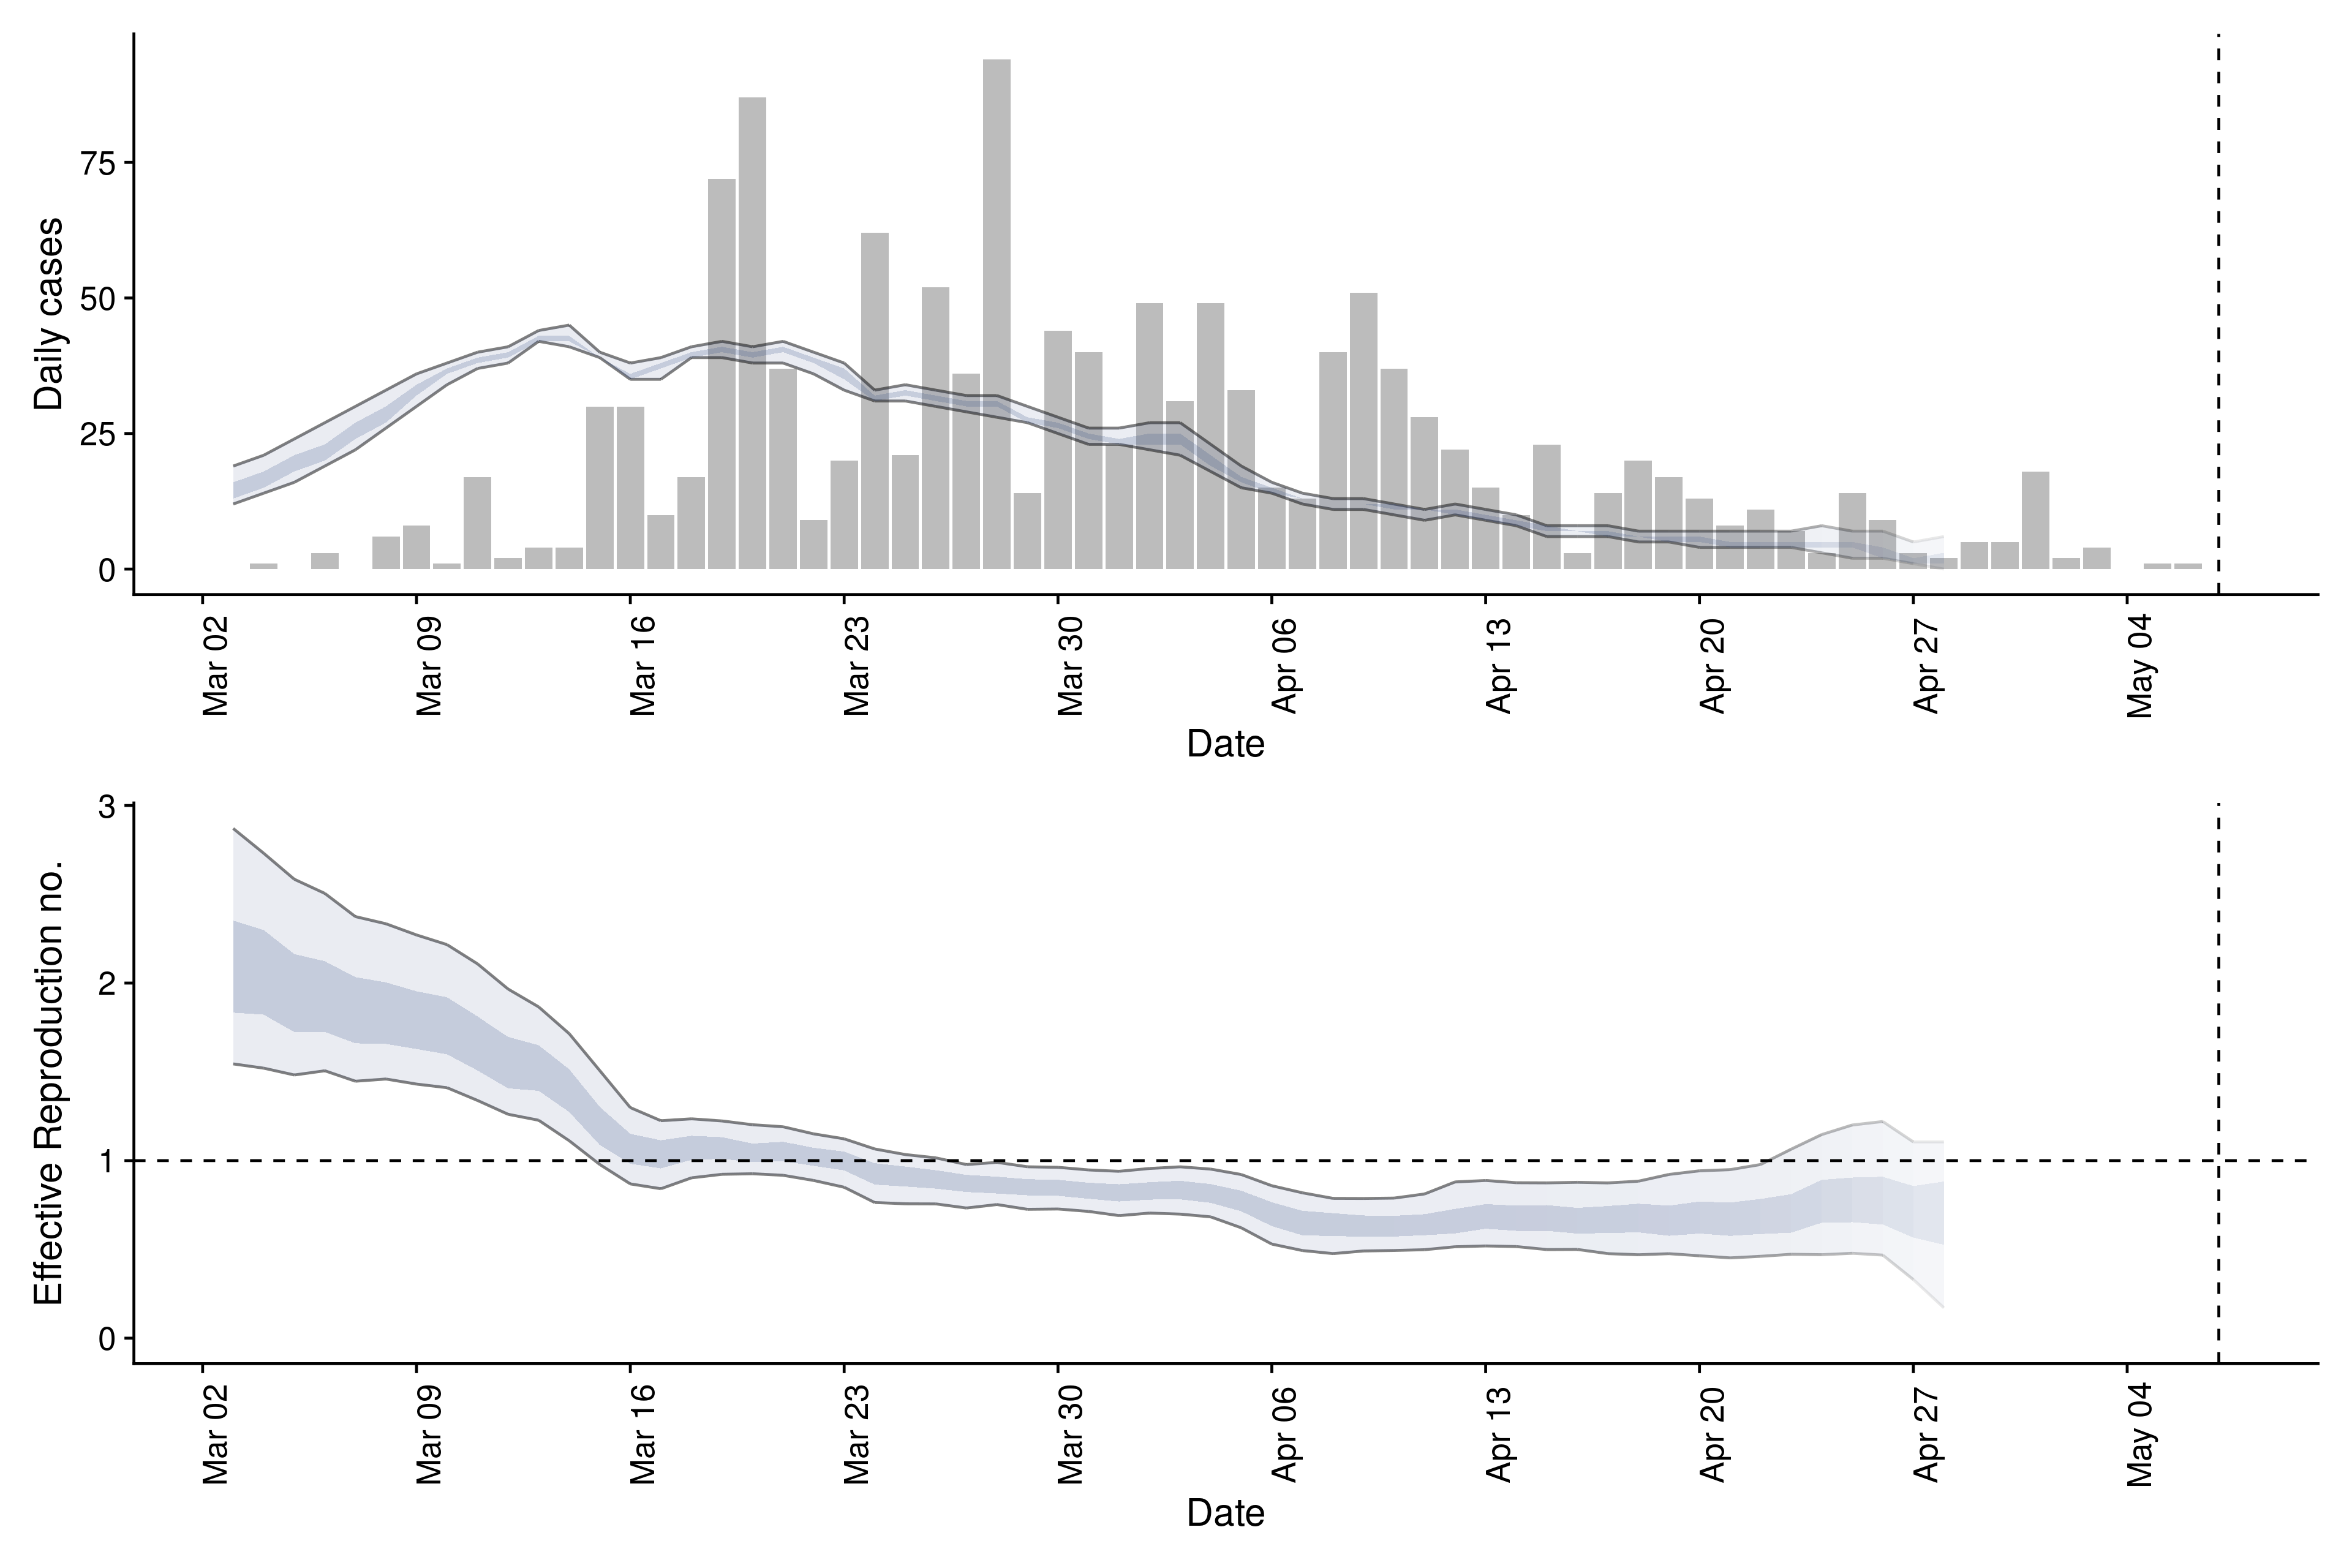 Daily cases
75
50
25
0
Mar 02
Mar 09
Mar 16
Mar 23
Mar 30
Apr 06
Apr 13
Apr 20
Apr 27
May 04
Date
Effective Reproduction no.
3
2
1
0
Mar 02
Mar 09
Mar 16
Mar 23
Mar 30
Apr 06
Apr 13
Apr 20
Apr 27
May 04
Date